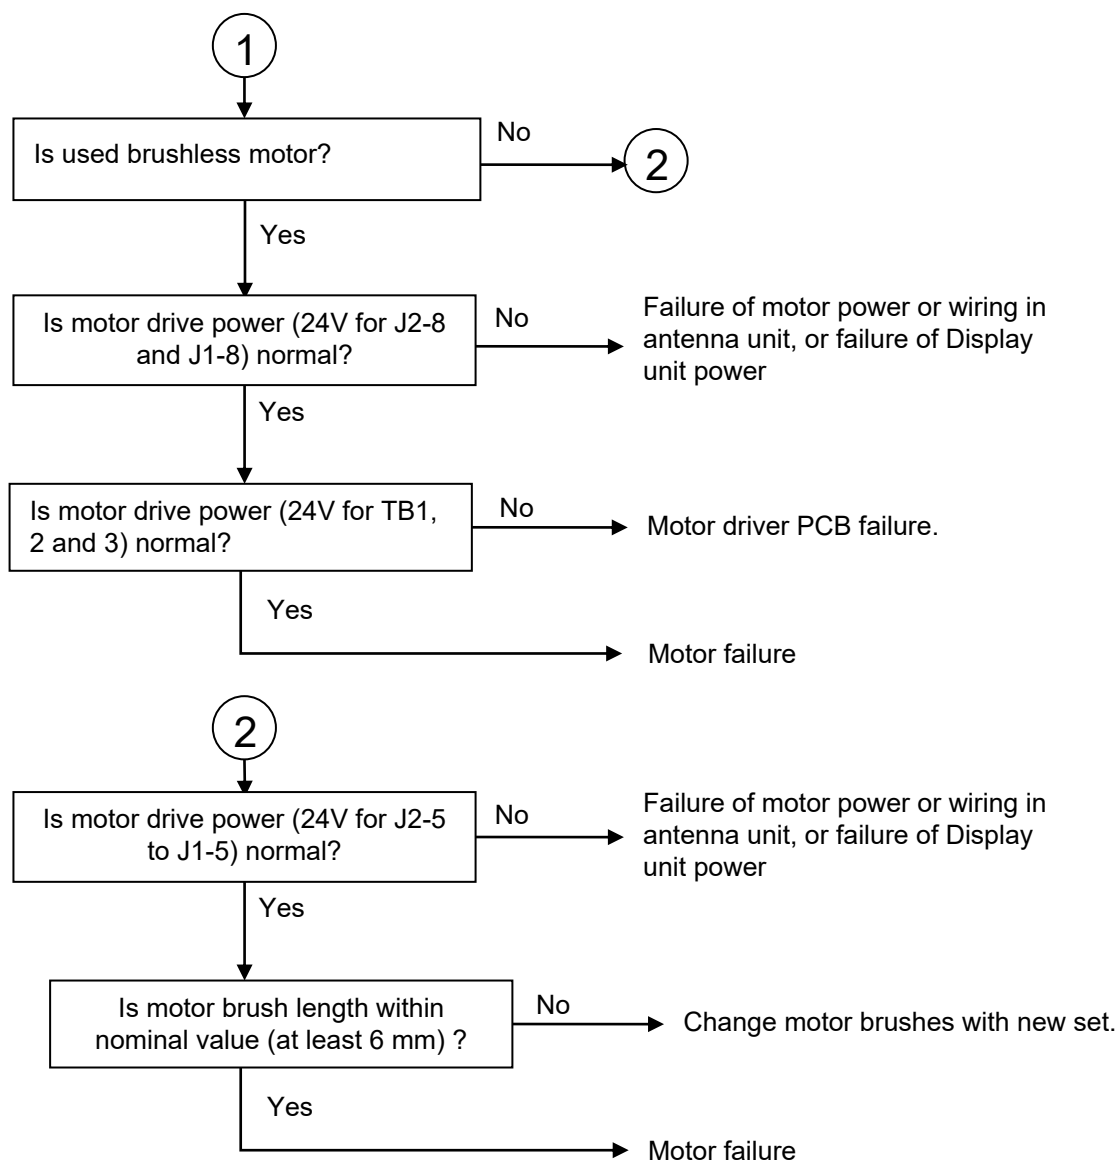 1
Is used brushless motor?
No
2
Yes
Is motor drive power (24V for J2-8
and J1-8) normal?
No
Failure of motor power or wiring in
antenna unit, or failure of Display
unit power
Yes
Is motor drive power (24V for TB1,
2 and 3) normal?
No
Motor driver PCB failure.
Yes
Motor failure
2
Is motor drive power (24V for J2-5
to J1-5) normal?
No
Failure of motor power or wiring in
antenna unit, or failure of Display
unit power
Yes
Is motor brush length within
nominal value (at least 6 mm) ?
No
Change motor brushes with new set.
Yes
Motor failure